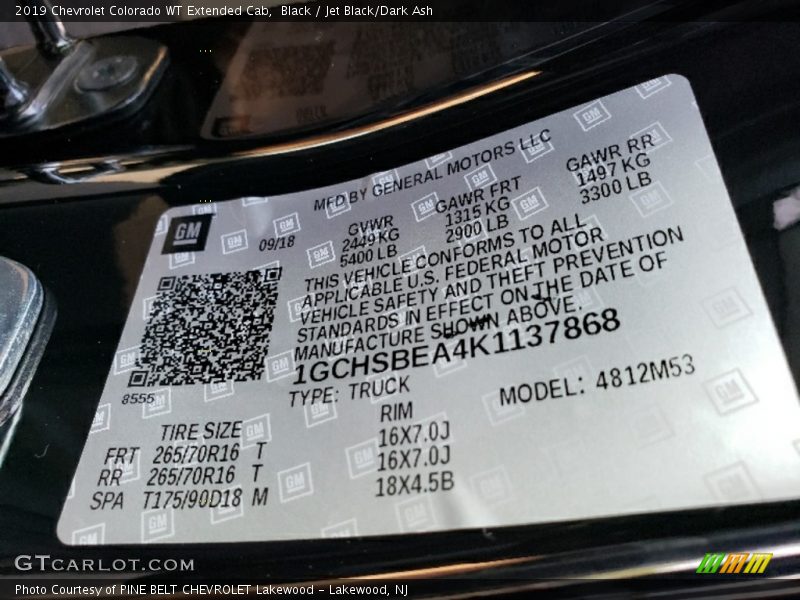 2019 Chevrolet Colorado WT Extended Cab,  Black / Jet Black/Dark Ash
MFD BY GENERAL MOTORS LLC
GM
09/18
GVWR
2449 KG
5400 LB
GAWR FRT
1315 KG
2900 LB
GAWR RR
1497 KG
3300 LB
THIS VEHICLE CONFORMS TO ALL
APPLICABLE U.S. FEDERAL MOTOR
VEHICLE SAFETY AND THEFT PREVENTION
STANDARDS IN EFFECT ON THE DATE OF
MANUFACTURE SHOWN ABOVE.
1GCHSBEA4K1137868
8555
TYPE: TRUCK
MODEL: 4812M53
TIRE SIZE RIM
FRT 265/70R16 T 16X7.0J
RR 265/70R16 T 16X7.0J
SPA T175/90D18 M 18X4.5B
GTCarLot.com
Photo Courtesy of PINE BELT CHEVROLET Lakewood - Lakewood, NJ